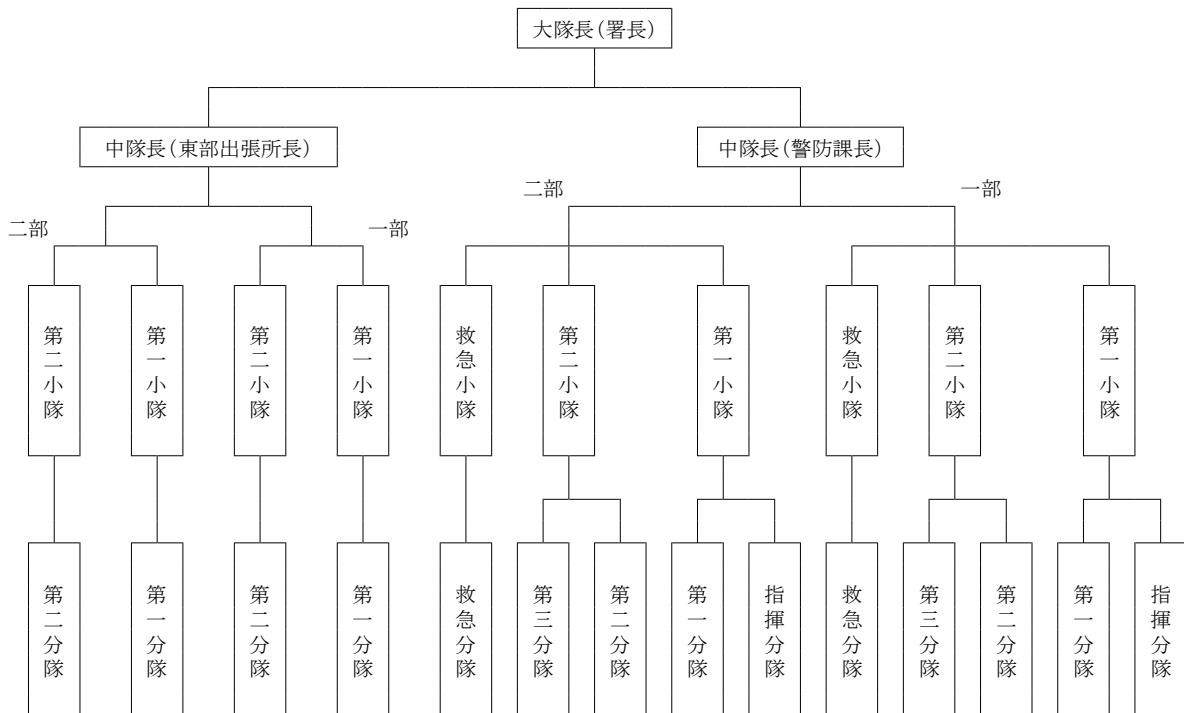 大隊長(署長)
中隊長(東部出張所長)
中隊長(警防課長)
二部
一部
二部
一部
第二小隊
第一小隊
第二小隊
第一小隊
救急小隊
第二小隊
第一小隊
救急小隊
第二小隊
第一小隊
第二分隊
第一分隊
第二分隊
第一分隊
救急分隊
第三分隊
第二分隊
第一分隊
指揮分隊
救急分隊
第三分隊
第二分隊
第一分隊
指揮分隊